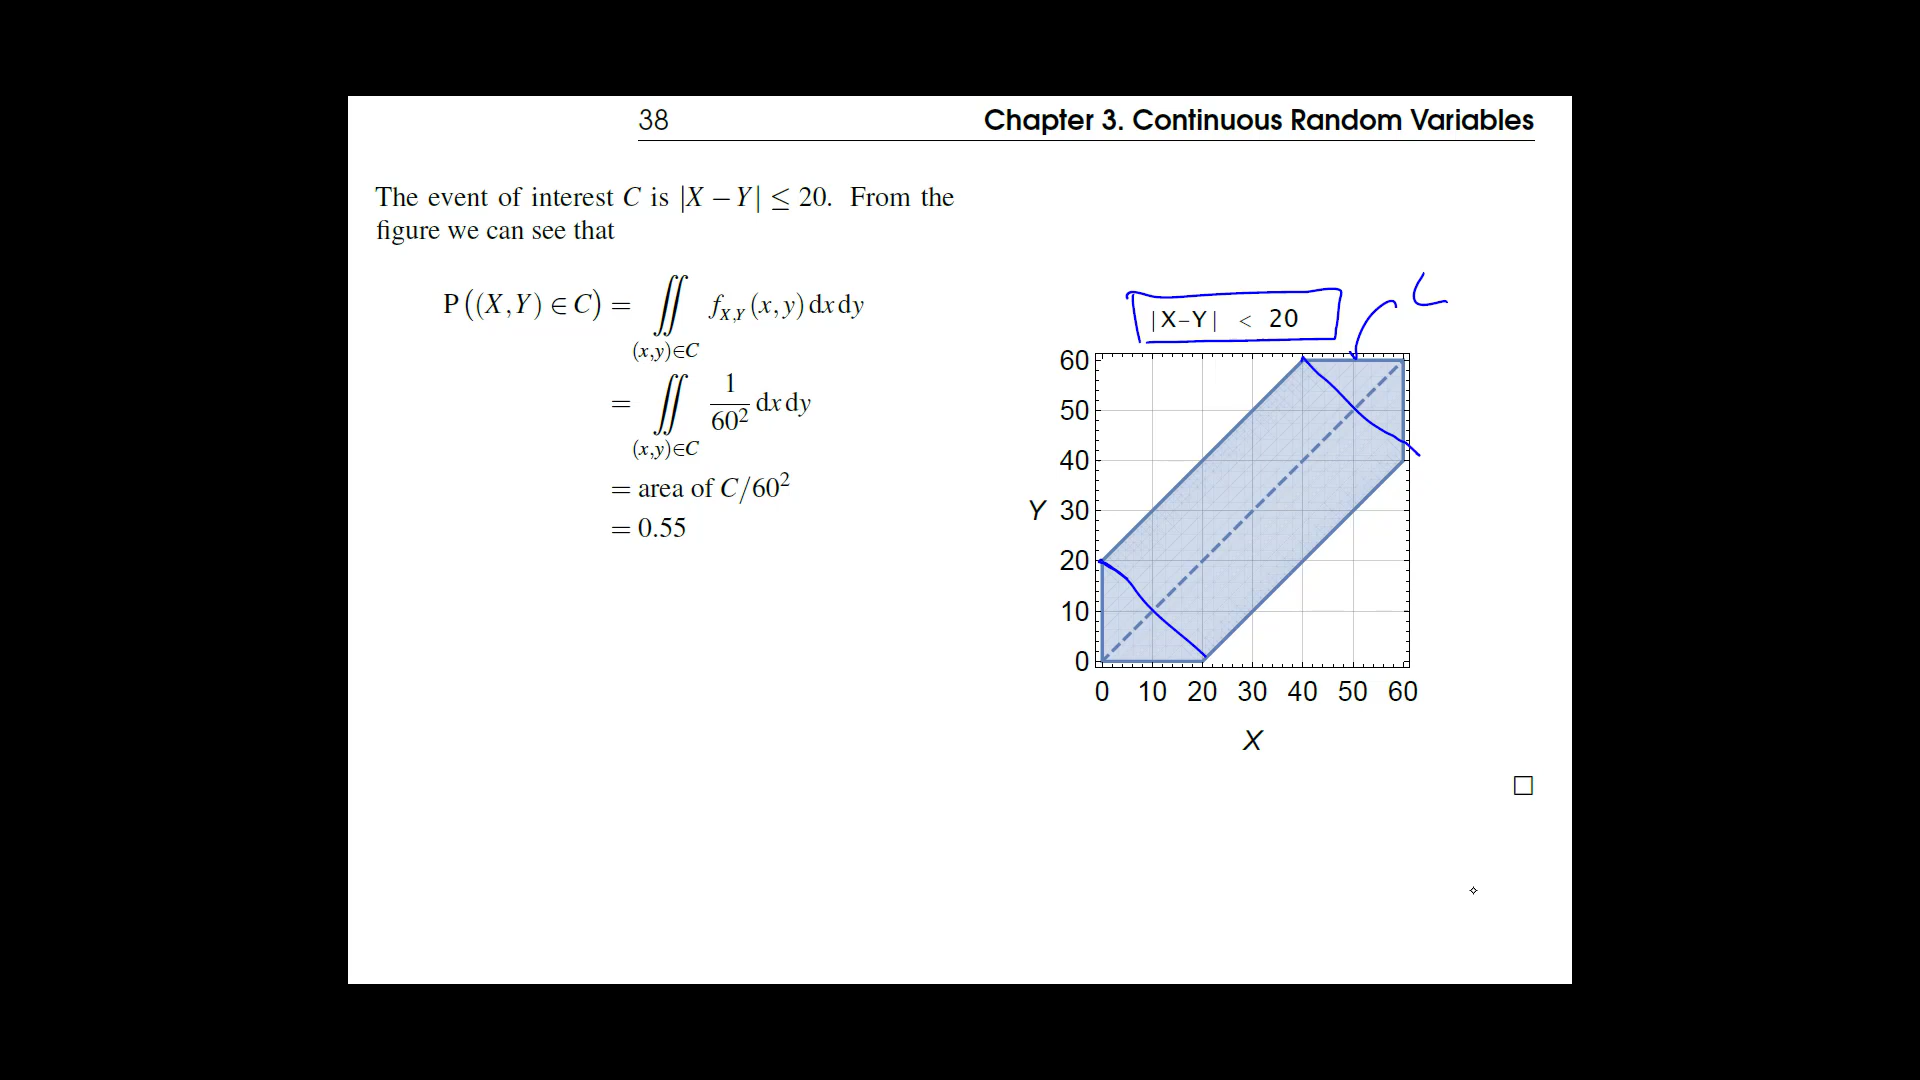 38 Chapter 3. Continuous Random Variables
The event of interest C is |X − Y| ≤ 20. From the
figure we can see that
P((X,Y) ∈ C) = ∬ f_{X,Y}(x,y) dx dy
(x,y)∈C
= ∬ 1/60² dx dy
(x,y)∈C
= area of C/60²
= 0.55
C
|X−Y| < 20
60
50
40
Y 30
20
10
0
0 10 20 30 40 50 60
X